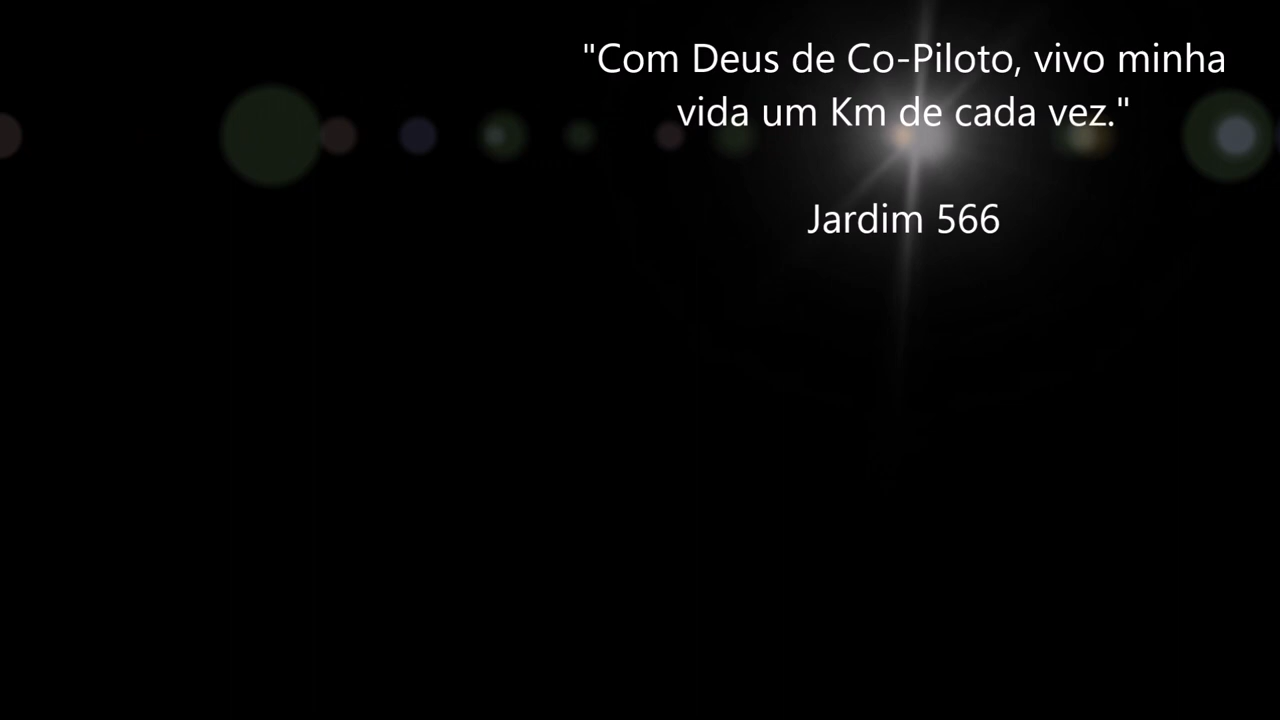 "Com Deus de Co-Piloto, vivo minha
vida um Km de cada vez."
Jardim 566